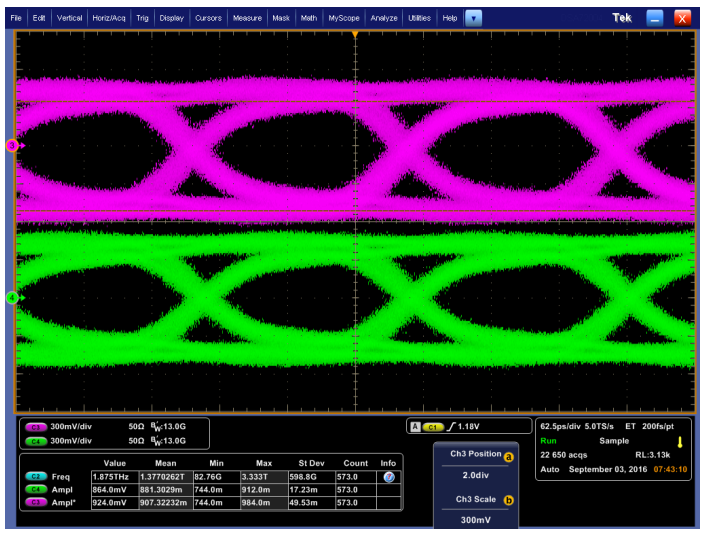 File Edit Vertical Horiz/Acq Trig Display Cursors Measure Mask Math MyScope Analyze Utilities Help Tek X
3
4
C3 300mV/div 50Ω BW:13.0G
C4 300mV/div 50Ω BW:13.0G
A C1 1.18V
62.5ps/div 5.0TS/s ET 200fs/pt
Run Sample
22 650 acqs RL:3.13k
Auto September 03, 2016 07:43:10
Value Mean Min Max St Dev Count Info
C2 Freq 1.875THz 1.3770262T 82.76G 3.333T 598.8G 573.0
C4 Ampl 864.0mV 881.3029m 744.0m 912.0m 17.23m 573.0
C3 Ampl* 924.0mV 907.32232m 744.0m 984.0m 49.53m 573.0
Ch3 Position a
2.0div
Ch3 Scale b
300mV